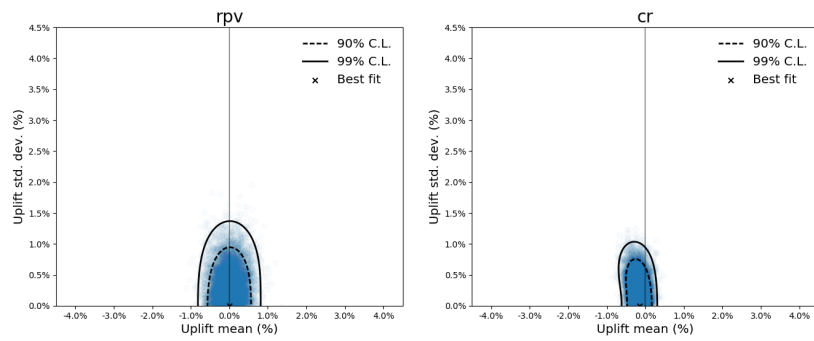 rpv
4.5%
4.0%
3.5%
3.0%
2.5%
2.0%
1.5%
1.0%
0.5%
0.0%
Uplift std. dev. (%)
90% C.L.
99% C.L.
Best fit
-4.0% -3.0% -2.0% -1.0% 0.0% 1.0% 2.0% 3.0% 4.0%
Uplift mean (%)
cr
4.5%
4.0%
3.5%
3.0%
2.5%
2.0%
1.5%
1.0%
0.5%
0.0%
Uplift std. dev. (%)
90% C.L.
99% C.L.
Best fit
-4.0% -3.0% -2.0% -1.0% 0.0% 1.0% 2.0% 3.0% 4.0%
Uplift mean (%)